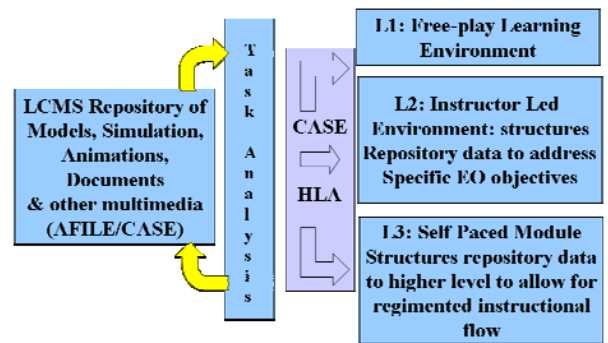 LCMS Repository of
Models, Simulation,
Animations,
Documents
& other multimedia
(AFILE/CASE)
Task Analysis
CASE
HLA
L1: Free-play Learning
Environment
L2: Instructor Led
Environment: structures
Repository data to address
Specific EO objectives
L3: Self Paced Module
Structures repository data
to higher level to allow for
regimented instructional
flow